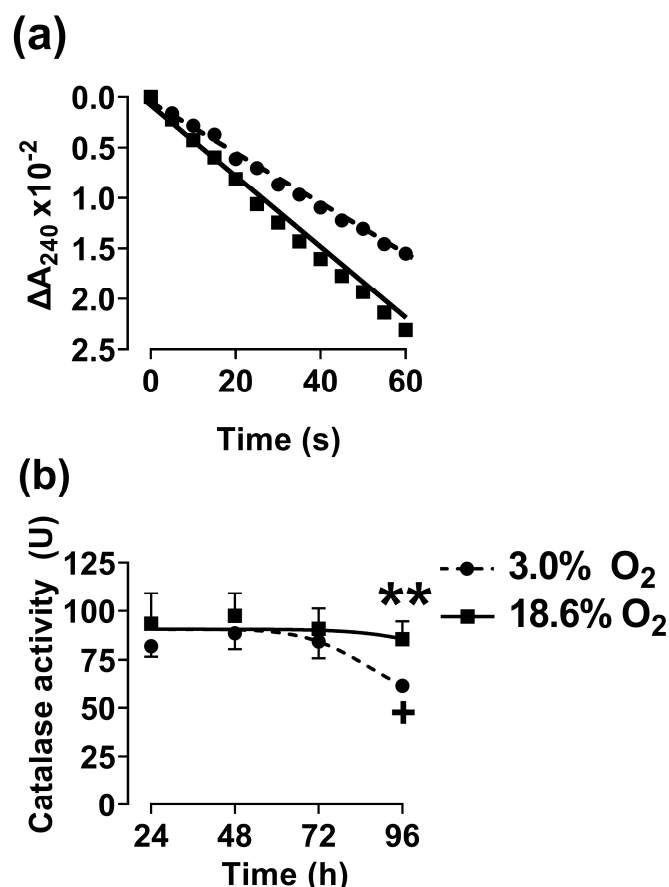 (a)
ΔA240 x10-2
0.0
0.5
1.0
1.5
2.0
2.5
0 20 40 60
Time (s)
(b)
Catalase activity (U)
125
100
75
50
25
0
24 48 72 96
Time (h)
**
+
3.0% O2
18.6% O2